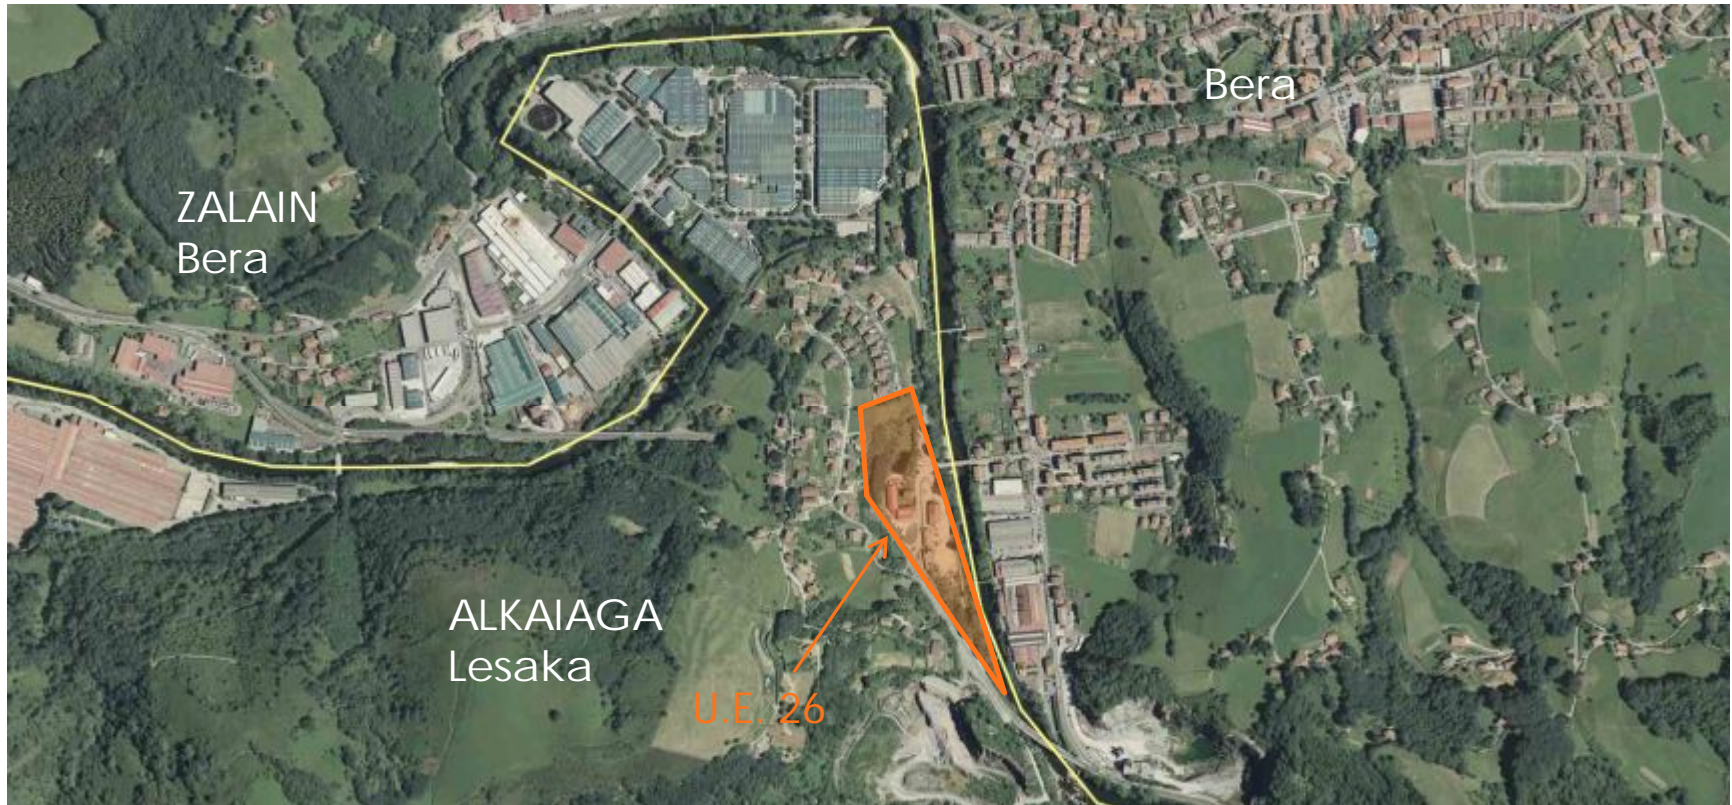 Bera
ZALAIN
Bera
ALKAIAGA
Lesaka
U.E. 26